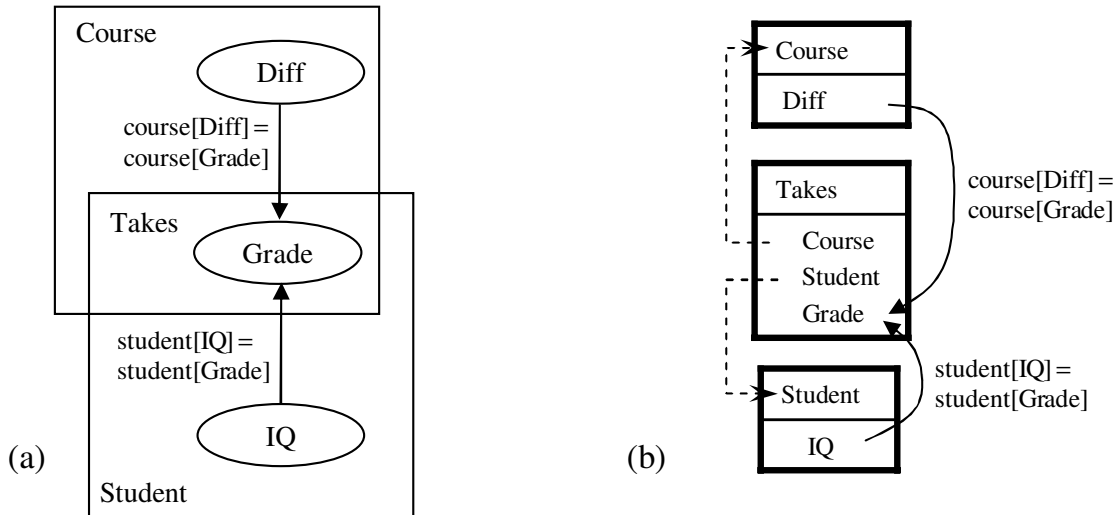 Course
Diff
course[Diff] =
course[Grade]
Takes
Grade
student[IQ] =
student[Grade]
IQ
(a)
Student
Course
Diff
Takes
course[Diff] =
course[Grade]
Course
Student
Grade
student[IQ] =
student[Grade]
Student
IQ
(b)